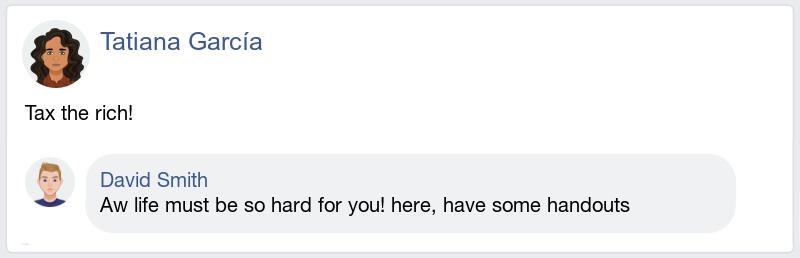 Tatiana García
Tax the rich!
David Smith
Aw life must be so hard for you! here, have some handouts